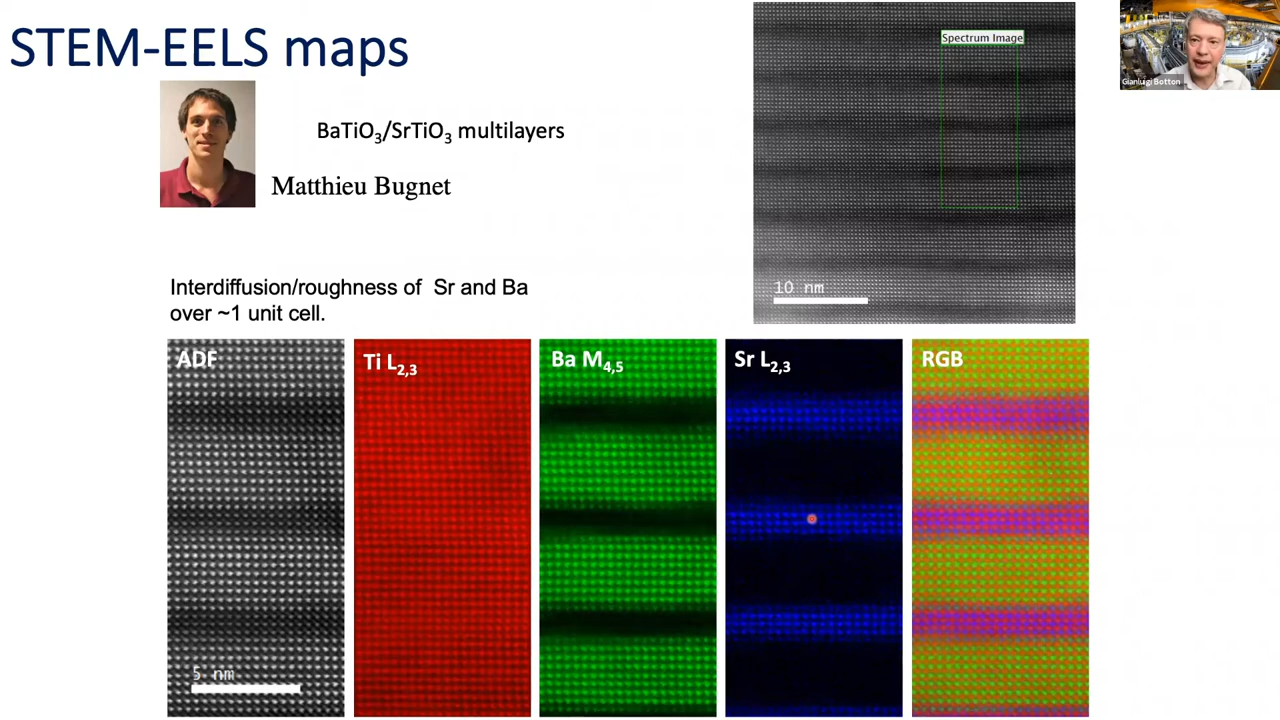 STEM-EELS maps
BaTiO₃/SrTiO₃ multilayers
Matthieu Bugnet
Spectrum Image
10 nm
Gianluigi Botton
Interdiffusion/roughness of Sr and Ba
over ~1 unit cell.
ADF
Ti L₂,₃
Ba M₄,₅
Sr L₂,₃
RGB
5 nm